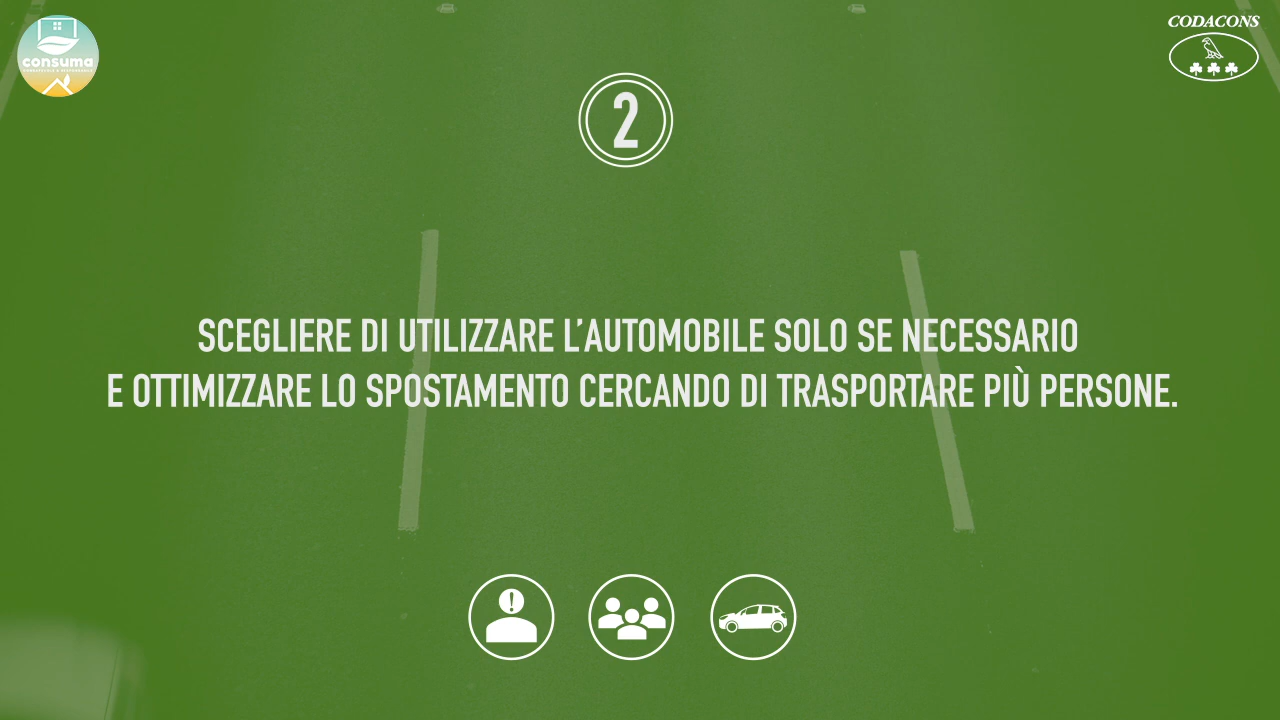 consuma
CODACONS
2
SCEGLIERE DI UTILIZZARE L’AUTOMOBILE SOLO SE NECESSARIO
E OTTIMIZZARE LO SPOSTAMENTO CERCANDO DI TRASPORTARE PIÙ PERSONE.